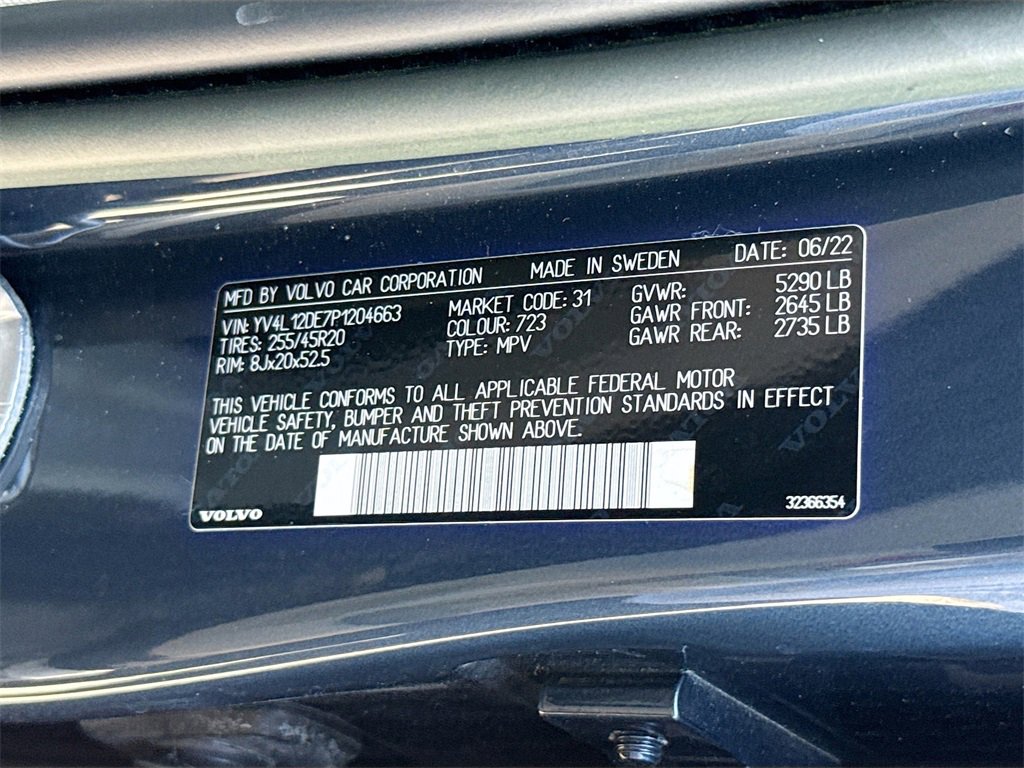 MFD BY VOLVO CAR CORPORATION MADE IN SWEDEN DATE: 06/22
VIN: YV4L12DE7P1204663 MARKET CODE: 31 GVWR: 5290 LB
TIRES: 255/45R20 COLOUR: 723 GAWR FRONT: 2645 LB
RIM: 8Jx20x52.5 TYPE: MPV GAWR REAR: 2735 LB
THIS VEHICLE CONFORMS TO ALL APPLICABLE FEDERAL MOTOR
VEHICLE SAFETY, BUMPER AND THEFT PREVENTION STANDARDS IN EFFECT
ON THE DATE OF MANUFACTURE SHOWN ABOVE.
VOLVO 32366354